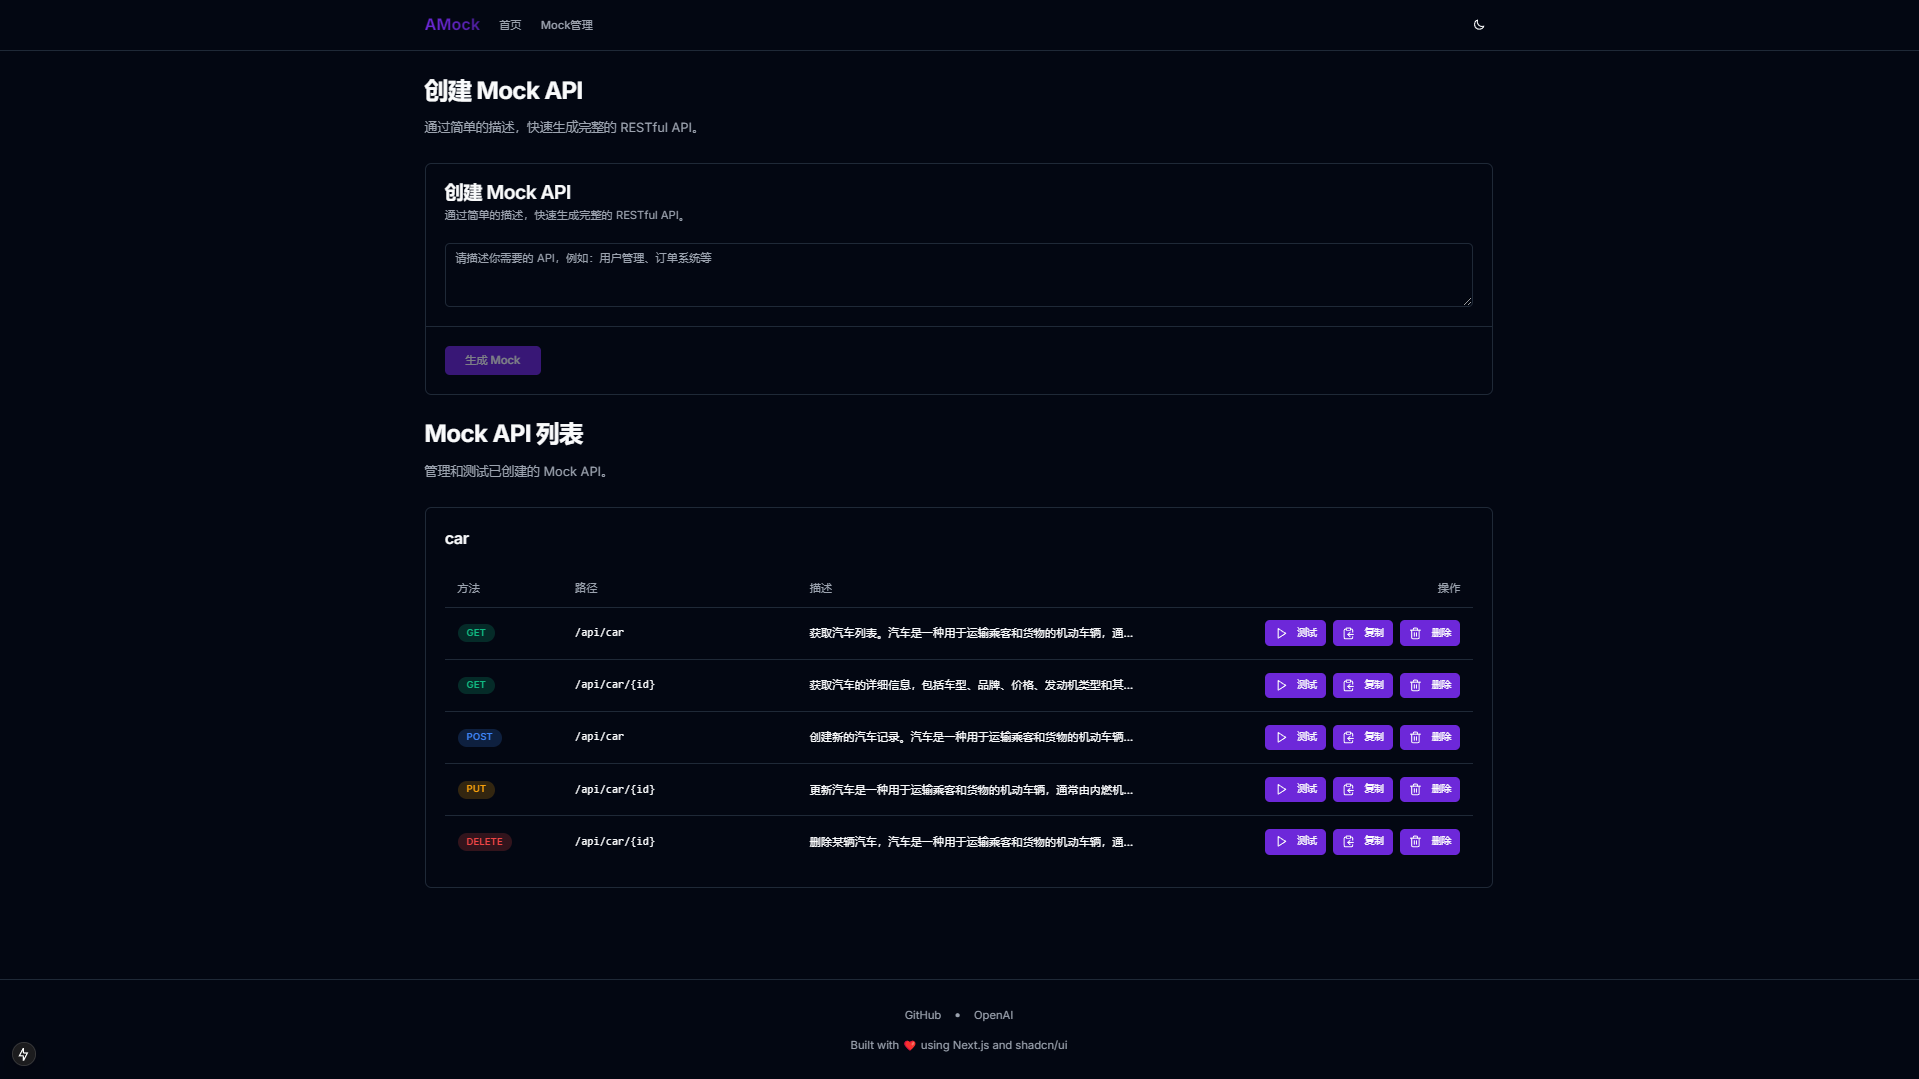 AMock 首页 Mock管理
创建 Mock API
通过简单的描述，快速生成完整的 RESTful API。
创建 Mock API
通过简单的描述，快速生成完整的 RESTful API。
请描述你需要的 API，例如：用户管理、订单系统等
生成 Mock
Mock API 列表
管理和测试已创建的 Mock API。
car
方法 路径 描述 操作
GET /api/car 获取汽车列表。汽车是一种用于运输乘客和货物的机动车辆，通... 测试 复制 删除
GET /api/car/{id} 获取汽车的详细信息，包括车型、品牌、价格、发动机类型和其... 测试 复制 删除
POST /api/car 创建新的汽车记录。汽车是一种用于运输乘客和货物的机动车辆... 测试 复制 删除
PUT /api/car/{id} 更新汽车是一种用于运输乘客和货物的机动车辆，通常由内燃机... 测试 复制 删除
DELETE /api/car/{id} 删除某辆汽车，汽车是一种用于运输乘客和货物的机动车辆，通... 测试 复制 删除
GitHub • OpenAI
Built with ❤️ using Next.js and shadcn/ui